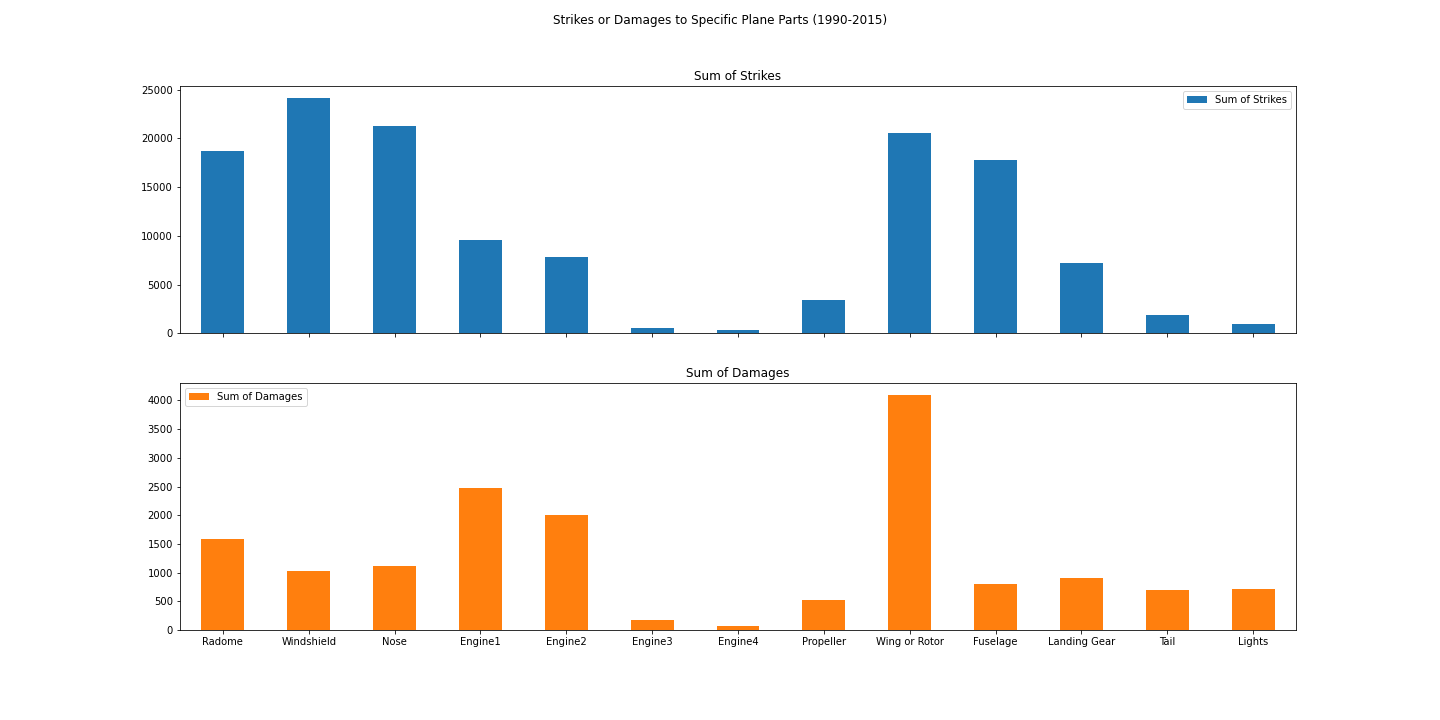 Strikes or Damages to Specific Plane Parts (1990-2015)
Sum of Strikes
25000
20000
15000
10000
5000
0
Sum of Strikes
Sum of Damages
4000
3500
3000
2500
2000
1500
1000
500
0
Sum of Damages
Radome Windshield Nose Engine1 Engine2 Engine3 Engine4 Propeller Wing or Rotor Fuselage Landing Gear Tail Lights